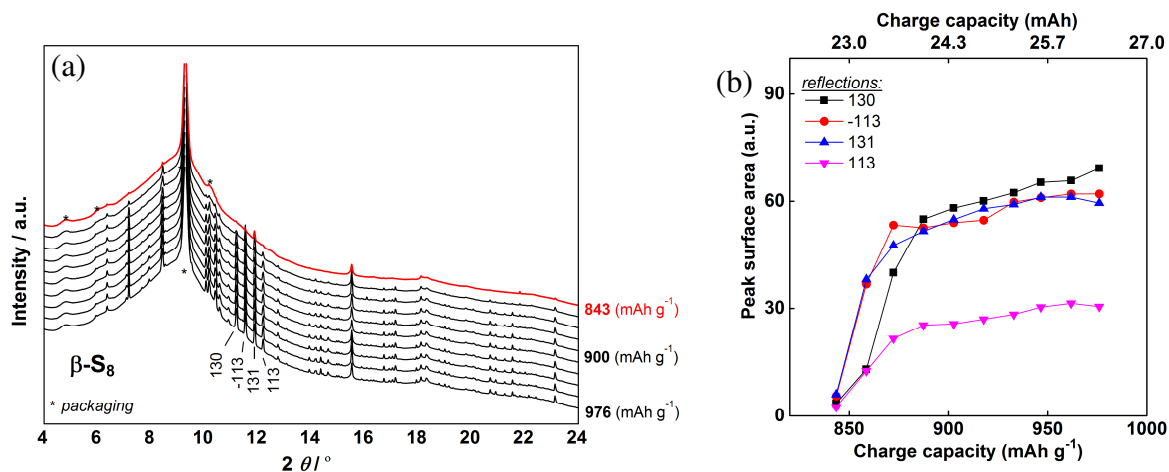 (a)
Intensity / a.u.
β-S8
* packaging
*
*
*
*
130
-113
131
113
843 (mAh g-1)
900 (mAh g-1)
976 (mAh g-1)
4 6 8 10 12 14 16 18 20 22 24
2 θ / °
(b)
Charge capacity (mAh)
23.0 24.3 25.7 27.0
Peak surface area (a.u.)
90
60
30
0
reflections:
130
-113
131
113
850 900 950 1000
Charge capacity (mAh g-1)